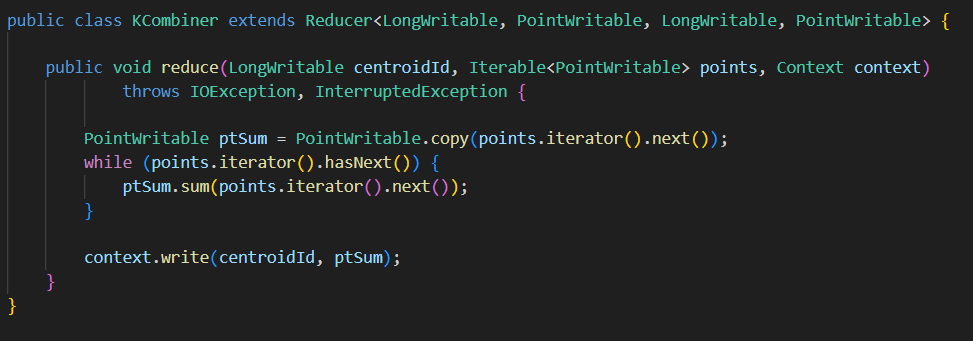 public class KCombiner extends Reducer<LongWritable, PointWritable, LongWritable, PointWritable> {
public void reduce(LongWritable centroidId, Iterable<PointWritable> points, Context context)
throws IOException, InterruptedException {
PointWritable ptSum = PointWritable.copy(points.iterator().next());
while (points.iterator().hasNext()) {
ptSum.sum(points.iterator().next());
}
context.write(centroidId, ptSum);
}
}